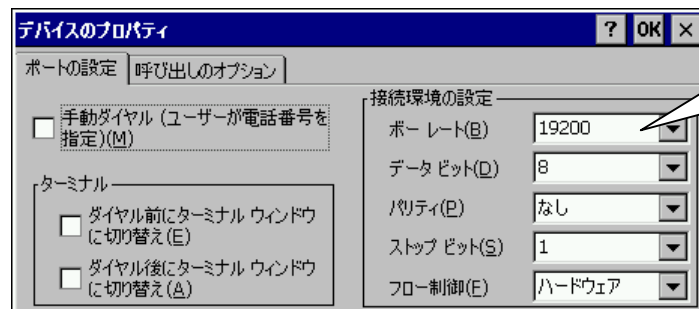 デバイスのプロパティ ? OK ×
ポートの設定 呼び出しのオプション
手動ダイヤル (ユーザーが電話番号を
指定)(M)
ターミナル
ダイヤル前にターミナル ウィンドウ
に切り替え(E)
ダイヤル後にターミナル ウィンドウ
に切り替え(A)
接続環境の設定
ボー レート(B) 19200
データ ビット(D) 8
パリティ(P) なし
ストップ ビット(S) 1
フロー制御(F) ハードウェア